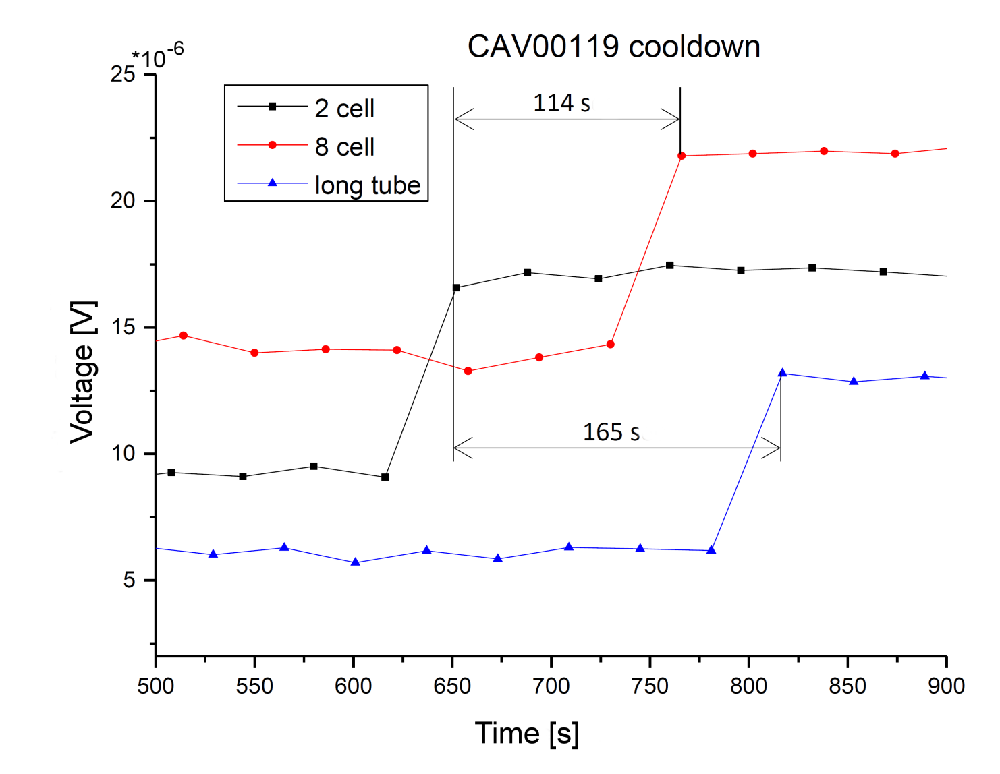 CAV00119 cooldown
*10-6
25
20
15
10
5
Voltage [V]
2 cell
8 cell
long tube
114 s
165 s
500 550 600 650 700 750 800 850 900
Time [s]